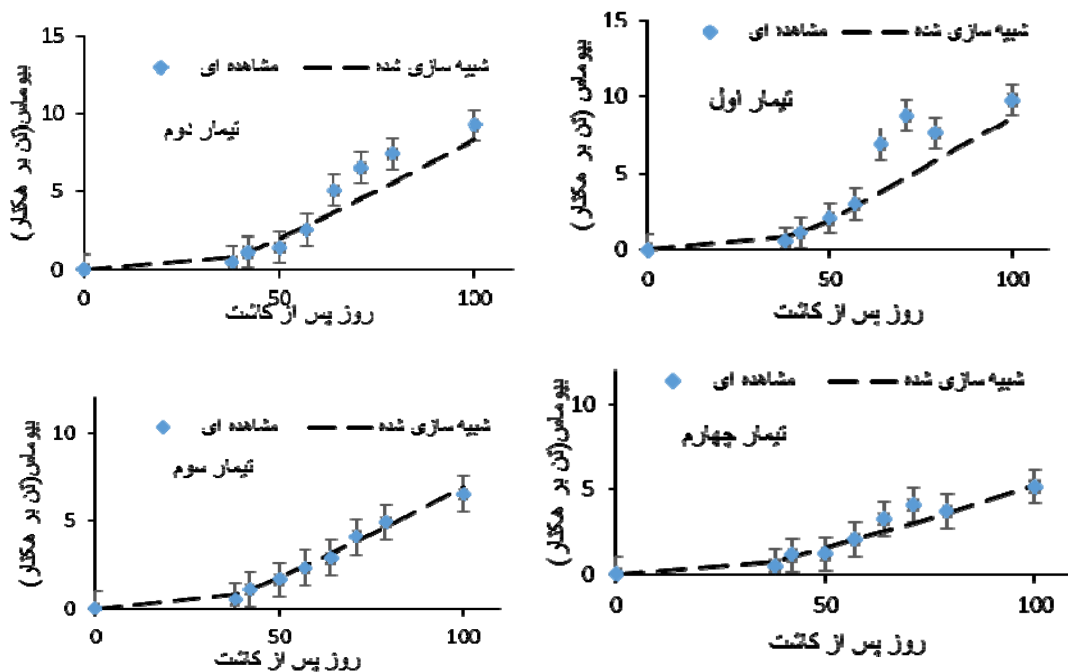 شبیه سازی شده
مشاهده ای
تیمار اول
بیوماس (تن بر هکتار)
15
10
5
0
0
50
100
روز پس از کاشت
شبیه سازی شده
مشاهده ای
تیمار دوم
بیوماس(تن بر هکتار)
15
10
5
0
0
50
100
روز پس از کاشت
شبیه سازی شده
مشاهده ای
تیمار چهارم
بیوماس(تن بر هکتار)
10
5
0
0
50
100
روز پس از کاشت
شبیه سازی شده
مشاهده ای
تیمار سوم
بیوماس(تن بر هکتار)
10
5
0
0
50
100
روز پس از کاشت